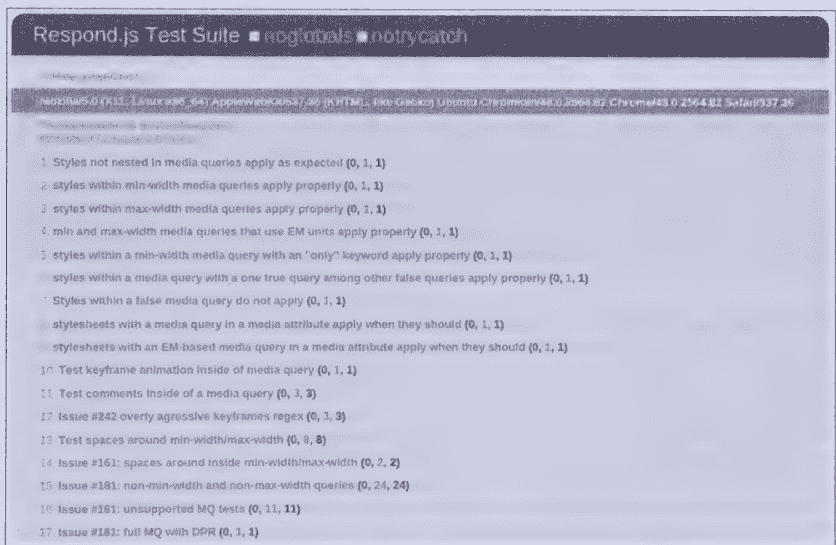 Respond.js Test Suite noglobals notrycatch
Mozilla/5.0 (X11; Linux x86_64) AppleWebKit/537.36 (KHTML, like Gecko) Ubuntu Chromium/48.0.2564.82 Chrome/48.0.2564.82 Safari/537.36
1 Styles not nested in media queries apply as expected (0, 1, 1)
2 styles within min-width media queries apply properly (0, 1, 1)
3 styles within max-width media queries apply properly (0, 1, 1)
4. min and max-width media queries that use EM units apply properly (0, 1, 1)
5 styles within a min-width media query with an "only" keyword apply properly (0, 1, 1)
styles within a media query with a one true query among other false queries apply properly (0, 1, 1)
Styles within a false media query do not apply (0, 1, 1)
stylesheets with a media query in a media attribute apply when they should (0, 1, 1)
stylesheets with an EM-based media query in a media attribute apply when they should (0, 1, 1)
10 Test keyframe animation inside of media query (0, 1, 1)
11 Test comments inside of a media query (0, 3, 3)
12 Issue #242 overly agressive keyframes regex (0, 3, 3)
13 Test spaces around min-width/max-width (0, 8, 8)
14 Issue #161: spaces around inside min-width/max-width (0, 2, 2)
15 Issue #181: non-min-width and non-max-width queries (0, 24, 24)
16 Issue #181: unsupported MQ tests (0, 11, 11)
17 Issue #181: full MQ with DPR (0, 1, 1)